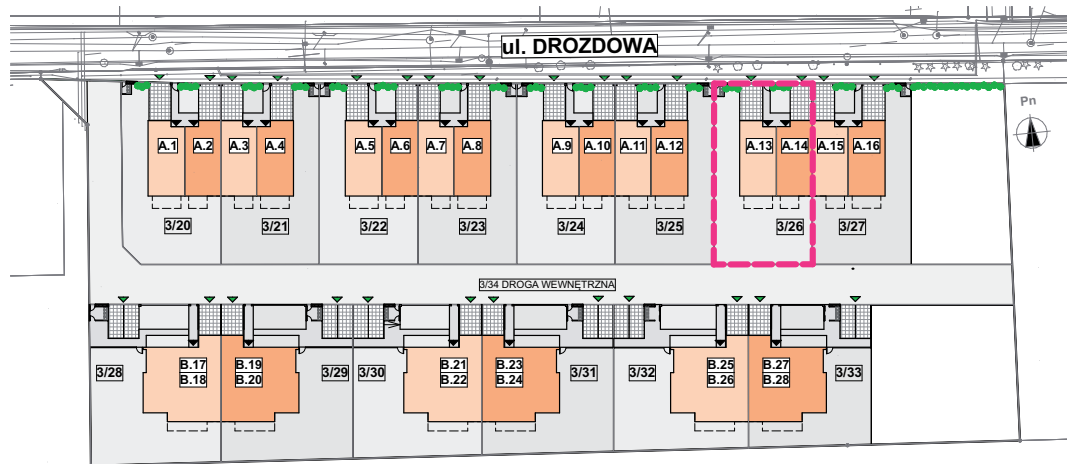 ul. DROZDOWA
Pn
A.1 A.2 A.3 A.4 A.5 A.6 A.7 A.8 A.9 A.10 A.11 A.12 A.13 A.14 A.15 A.16
3/20 3/21 3/22 3/23 3/24 3/25 3/26 3/27
3/34 DROGA WEWNĘTRZNA
B.17 B.19 B.21 B.23 B.25 B.27
3/28 B.18 B.20 3/29 3/30 B.22 B.24 3/31 3/32 B.26 B.28 3/33